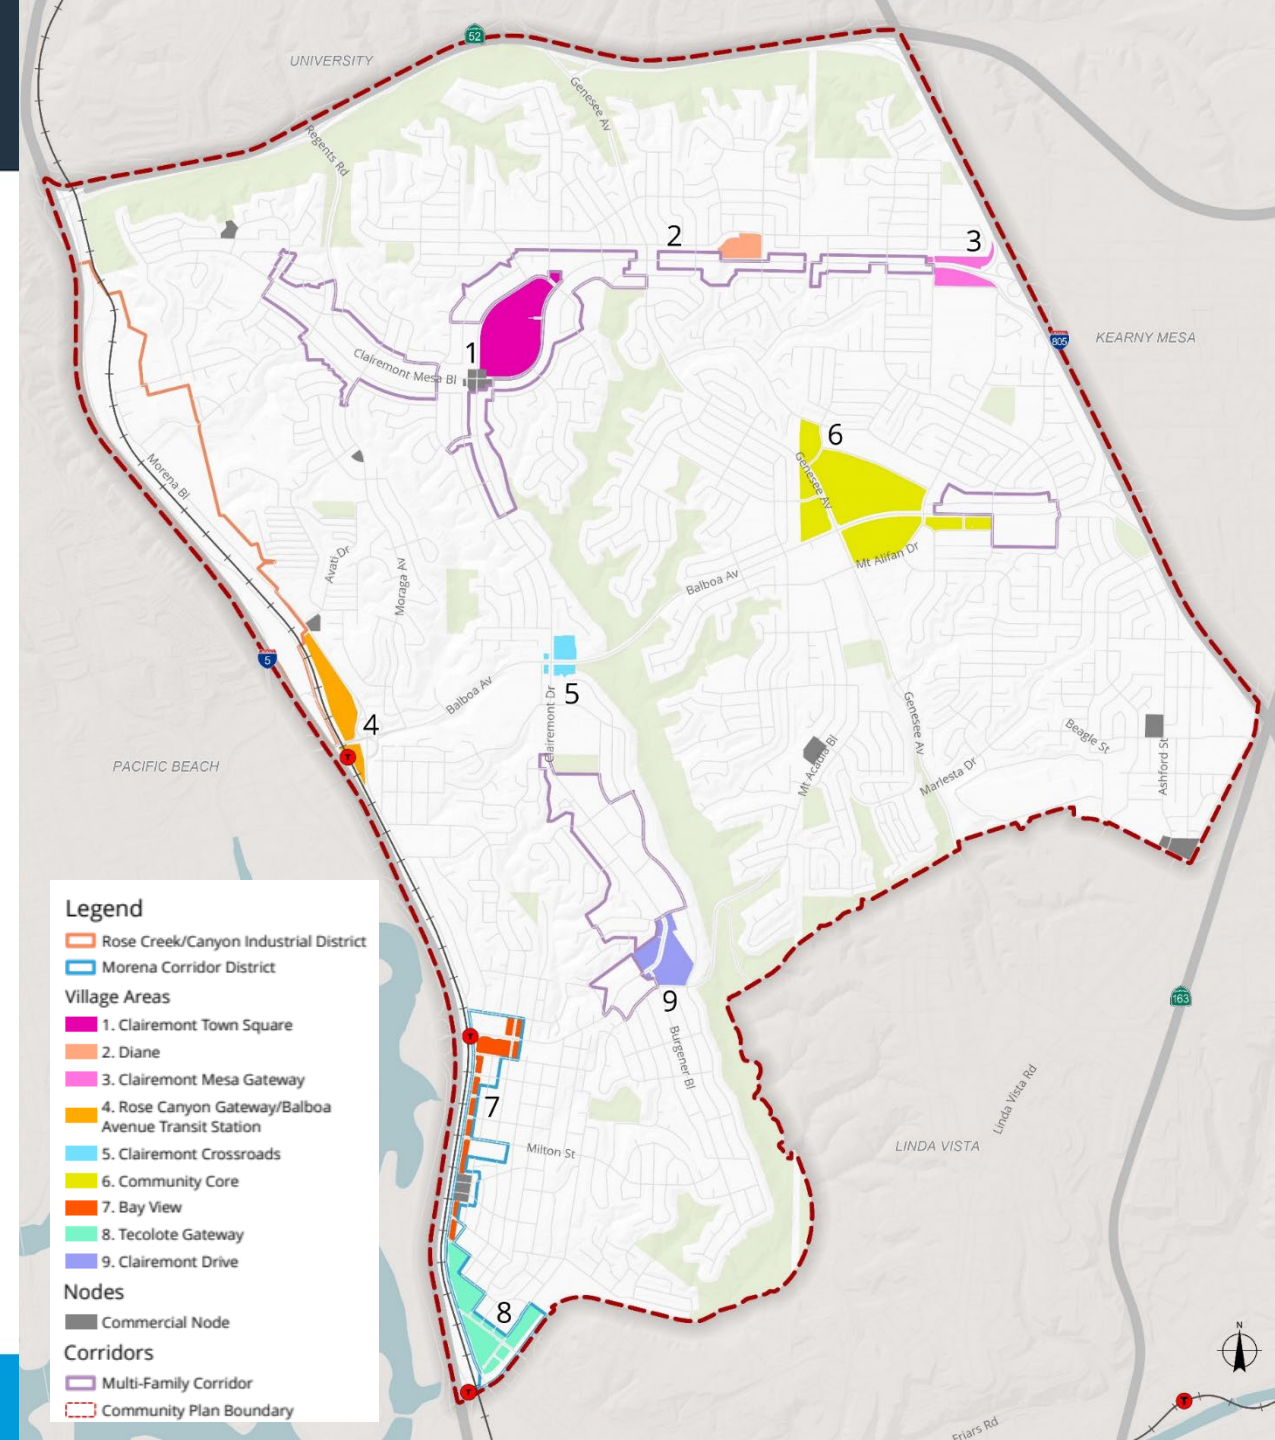 52
UNIVERSITY
Genesee Av
Regents Rd
2
3
805
KEARNY MESA
1
Clairemont Mesa Bl
6
Genesee Av
Morena Bl
Mt Alifan Dr
Avati Dr
Moraga Av
Balboa Av
5
5
Balboa Av
Clairemont Dr
4
Genesee Av
Beagle St
Ashford St
Mt Acadia Bl
Marlesta Dr
PACIFIC BEACH
T
9
163
T
Burgener Bl
7
Linda Vista Rd
Milton St
LINDA VISTA
8
T
N
T
Friars Rd
Legend
Rose Creek/Canyon Industrial District
Morena Corridor District
Village Areas
1. Clairemont Town Square
2. Diane
3. Clairemont Mesa Gateway
4. Rose Canyon Gateway/Balboa
Avenue Transit Station
5. Clairemont Crossroads
6. Community Core
7. Bay View
8. Tecolote Gateway
9. Clairemont Drive
Nodes
Commercial Node
Corridors
Multi-Family Corridor
Community Plan Boundary